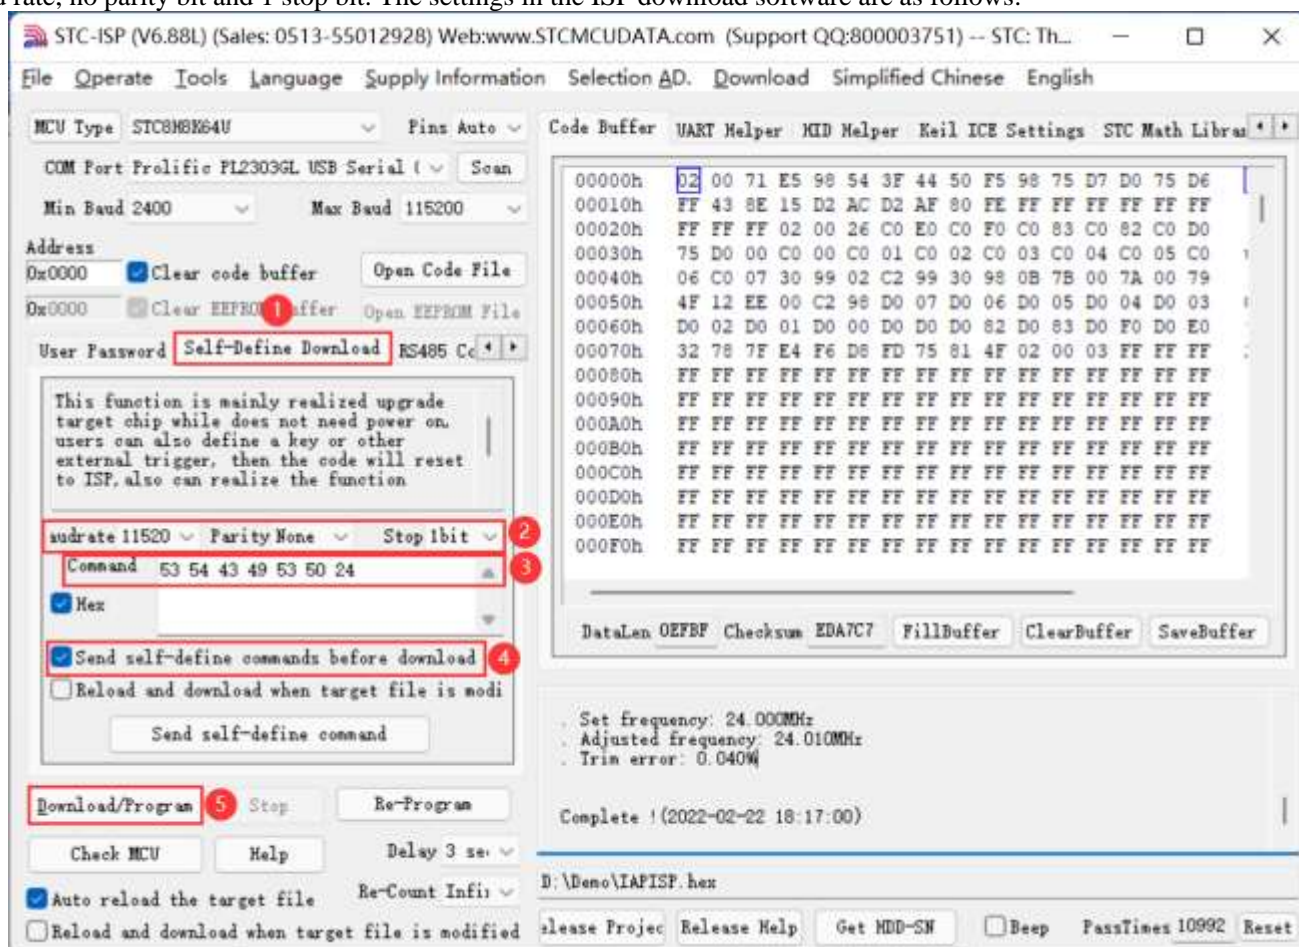 rate, no parity bit and 1 stop bit. The settings in the ISP download software are as follows:
STC-ISP (V6.88L) (Sales: 0513-55012928) Web:www.STCMCUDATA.com (Support QQ:800003751) -- STC: Th...
File Operate Tools Language Supply Information Selection AD. Download Simplified Chinese English
MCU Type STC8H8K64U Pins Auto
COM Port Prolific PL2303GL USB Serial ( Scan
Min Baud 2400 Max Baud 115200
Address
0x0000 Clear code buffer Open Code File
0x0000 Clear EEPROM buffer Open EEPROM File
1
User Password Self-Define Download RS485 Co
This function is mainly realized upgrade
target chip while does not need power on,
users can also define a key or other
external trigger, then the code will reset
to ISP, also can realize the function
audrate 11520 Parity None Stop 1bit 2
Command 53 54 43 49 53 50 24 3
Hex
Send self-define commands before download 4
Reload and download when target file is modi
Send self-define command
Download/Program 5 Stop Re-Program
Check MCU Help Delay 3 se
Auto reload the target file Re-Count Infi
Reload and download when target file is modified
Code Buffer UART Helper HID Helper Keil ICE Settings STC Math Librar
00000h 02 00 71 E5 98 54 3F 44 50 F5 98 75 D7 D0 75 D6
00010h FF 43 8E 15 D2 AC D2 AF 80 FE FF FF FF FF FF FF
00020h FF FF FF 02 00 26 C0 E0 C0 F0 C0 83 C0 82 C0 D0
00030h 75 D0 00 C0 00 C0 01 C0 02 C0 03 C0 04 C0 05 C0
00040h 06 C0 07 30 99 02 C2 99 30 98 0B 7B 00 7A 00 79
00050h 4F 12 EE 00 C2 98 D0 07 D0 06 D0 05 D0 04 D0 03
00060h D0 02 D0 01 D0 00 D0 D0 D0 82 D0 83 D0 F0 D0 E0
00070h 32 78 7F E4 F6 D8 FD 75 81 4F 02 00 03 FF FF FF
00080h FF FF FF FF FF FF FF FF FF FF FF FF FF FF FF FF
00090h FF FF FF FF FF FF FF FF FF FF FF FF FF FF FF FF
000A0h FF FF FF FF FF FF FF FF FF FF FF FF FF FF FF FF
000B0h FF FF FF FF FF FF FF FF FF FF FF FF FF FF FF FF
000C0h FF FF FF FF FF FF FF FF FF FF FF FF FF FF FF FF
000D0h FF FF FF FF FF FF FF FF FF FF FF FF FF FF FF FF
000E0h FF FF FF FF FF FF FF FF FF FF FF FF FF FF FF FF
000F0h FF FF FF FF FF FF FF FF FF FF FF FF FF FF FF FF
DataLen 0EFBF Checksum EDA7C7 FillBuffer ClearBuffer SaveBuffer
. Set frequency: 24.000MHz
. Adjusted frequency: 24.010MHz
. Trim error: 0.040%
Complete !(2022-02-22 18:17:00)
D:\Demo\IAPISP.hex
elease Projec Release Help Get HDD-SN Beep PassTimes 10992 Reset